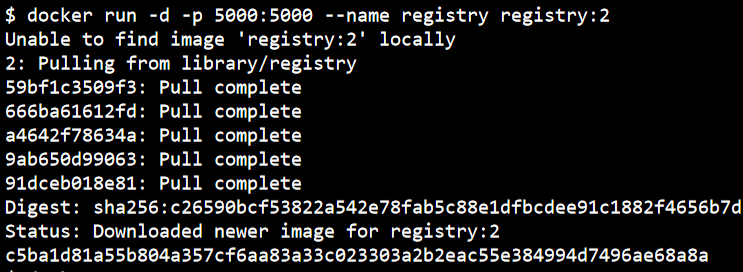 $ docker run -d -p 5000:5000 --name registry registry:2
Unable to find image 'registry:2' locally
2: Pulling from library/registry
59bf1c3509f3: Pull complete
666ba61612fd: Pull complete
a4642f78634a: Pull complete
9ab650d99063: Pull complete
91dceb018e81: Pull complete
Digest: sha256:c26590bcf53822a542e78fab5c88e1dfbcdee91c1882f4656b7d
Status: Downloaded newer image for registry:2
c5ba1d81a55b804a357cf6aa83a33c023303a2b2eac55e384994d7496ae68a8a